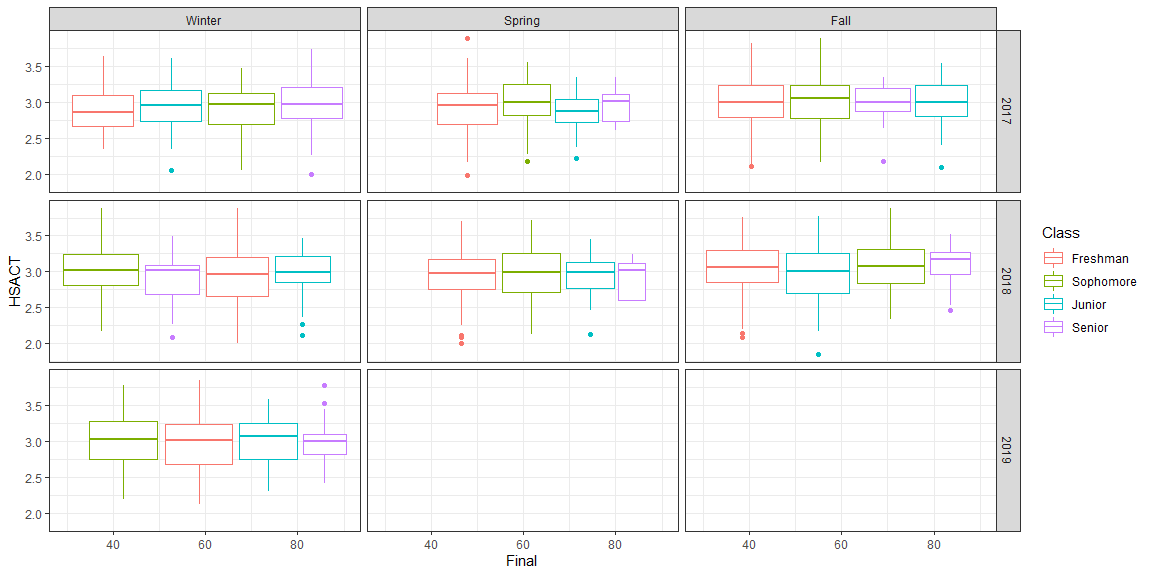 Winter Spring Fall
3.5
3.0
2.5
2.0
2017
3.5
3.0
2.5
2.0
2018
3.5
3.0
2.5
2.0
2019
HSACT
40 60 80 40 60 80 40 60 80
Final
Class
Freshman
Sophomore
Junior
Senior